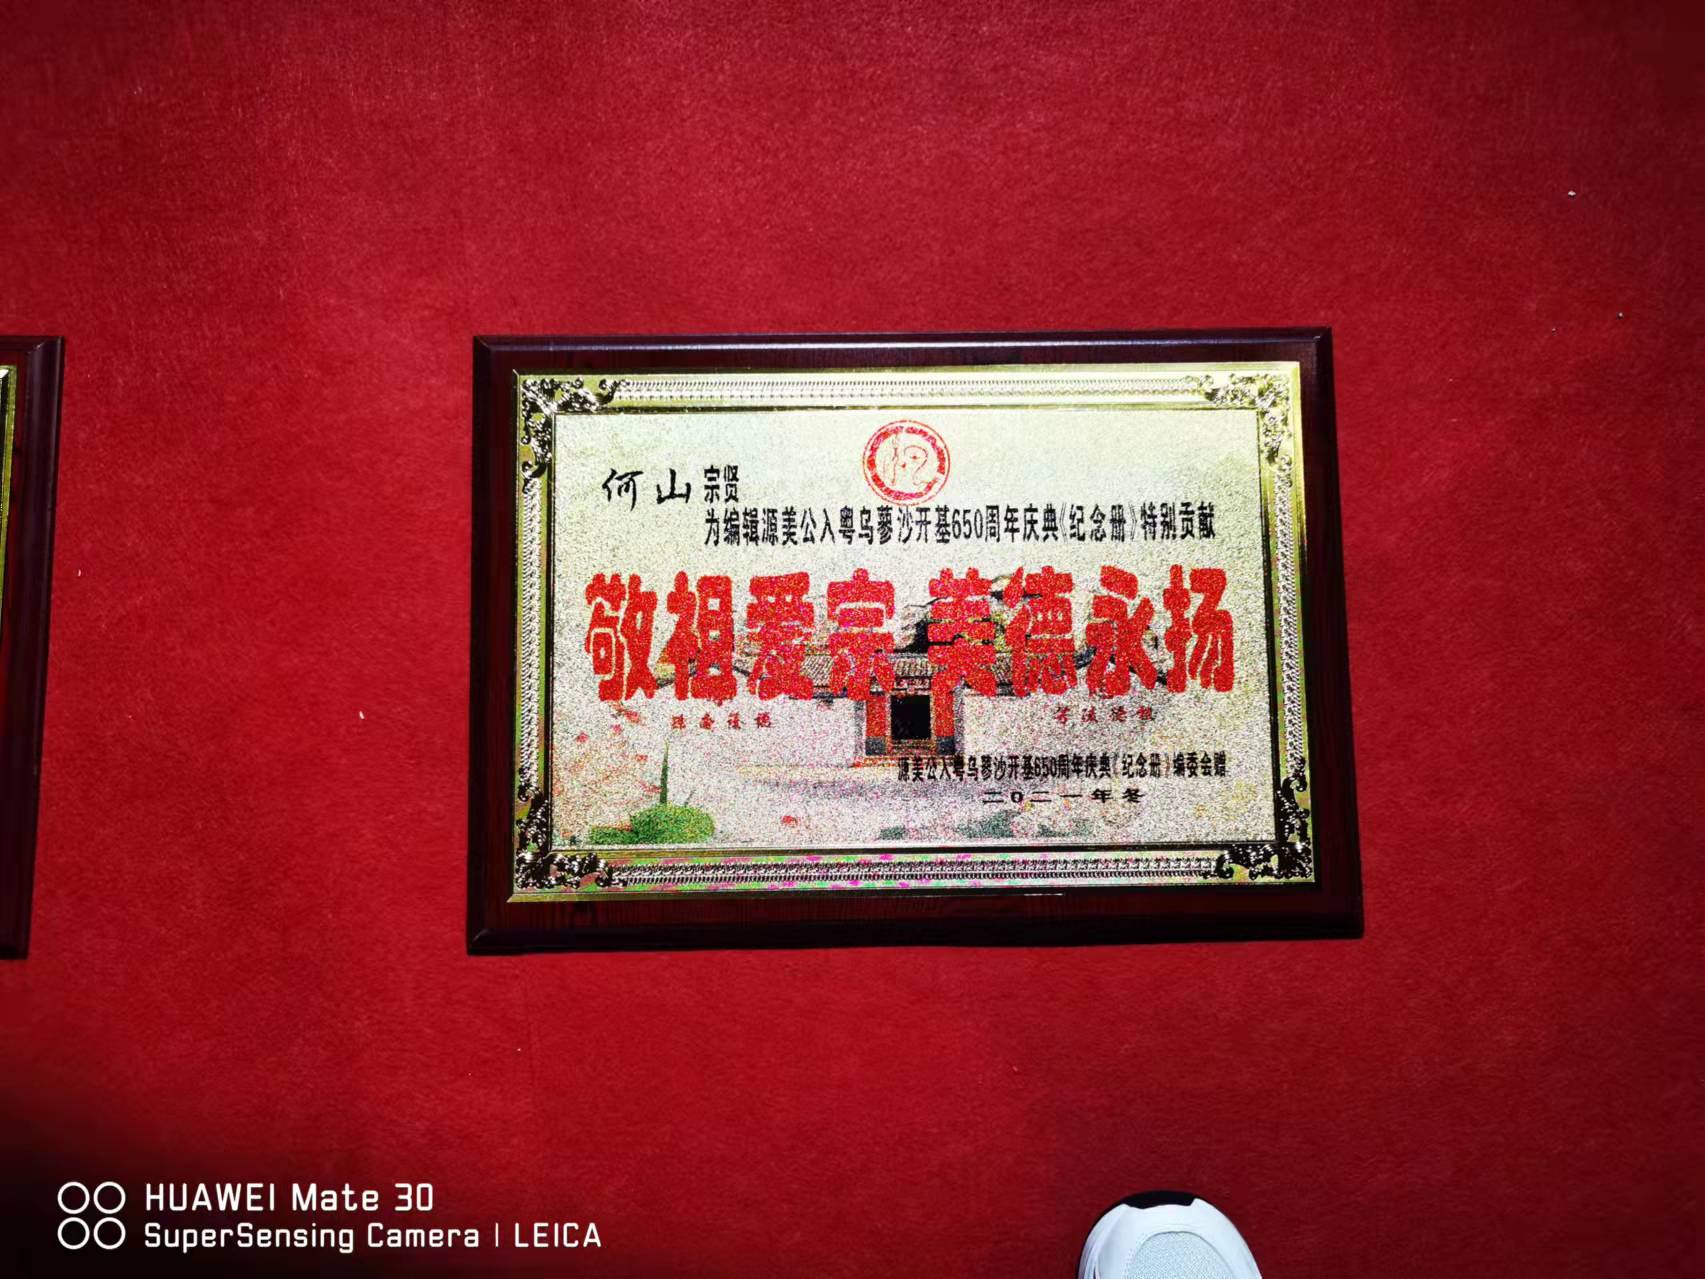 何山宗贤
为编辑源美公入粤乌蓼沙开基650周年庆典《纪念册》特别贡献
敬祖爱宗 美德永扬
源美公入粤乌蓼沙开基650周年庆典《纪念册》编委会赠
二〇二一年冬
HUAWEI Mate 30
SuperSensing Camera | LEICA